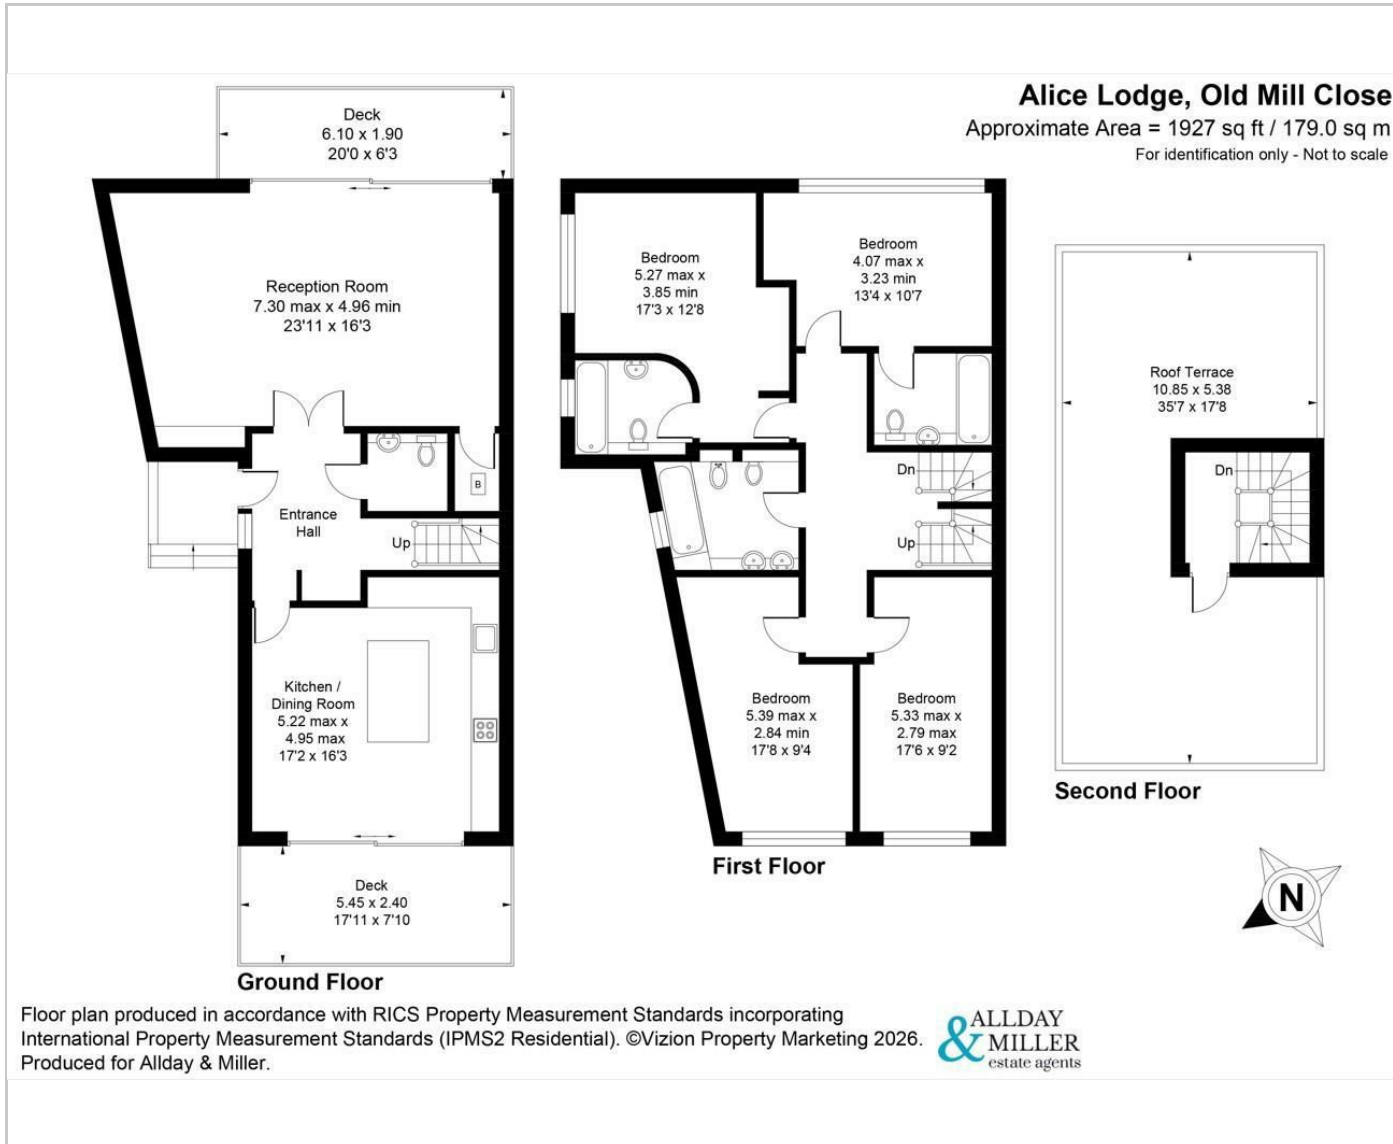 Alice Lodge, Old Mill Close
Approximate Area = 1927 sq ft / 179.0 sq m
For identification only - Not to scale
Deck
6.10 x 1.90
20'0 x 6'3
Reception Room
7.30 max x 4.96 min
23'11 x 16'3
B
Entrance
Hall
Up
Kitchen /
Dining Room
5.22 max x
4.95 max
17'2 x 16'3
Deck
5.45 x 2.40
17'11 x 7'10
Ground Floor
Bedroom
5.27 max x
3.85 min
17'3 x 12'8
Bedroom
4.07 max x
3.23 min
13'4 x 10'7
Dn
Up
Bedroom
5.39 max x
2.84 min
17'8 x 9'4
Bedroom
5.33 max x
2.79 max
17'6 x 9'2
First Floor
Roof Terrace
10.85 x 5.38
35'7 x 17'8
Dn
Second Floor
N
Floor plan produced in accordance with RICS Property Measurement Standards incorporating
International Property Measurement Standards (IPMS2 Residential). ©Vizion Property Marketing 2026.
Produced for Allday & Miller.
ALLDAY
& MILLER
estate agents